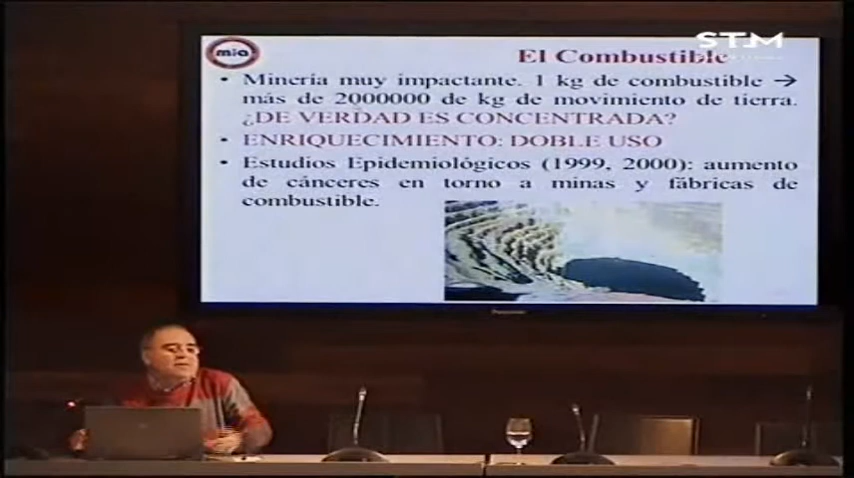 STM
mia
El Combustible
• Minería muy impactante. 1 kg de combustible →
más de 2000000 de kg de movimiento de tierra.
¿DE VERDAD ES CONCENTRADA?
• ENRIQUECIMIENTO: DOBLE USO
• Estudios Epidemiológicos (1999, 2000): aumento
de cánceres en torno a minas y fábricas de
combustible.